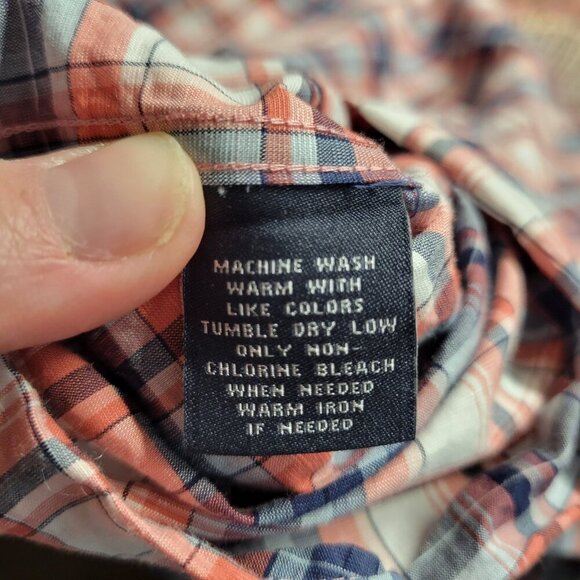 MACHINE WASH
WARM WITH
LIKE COLORS
TUMBLE DRY LOW
ONLY NON-
CHLORINE BLEACH
WHEN NEEDED
WARM IRON
IF NEEDED